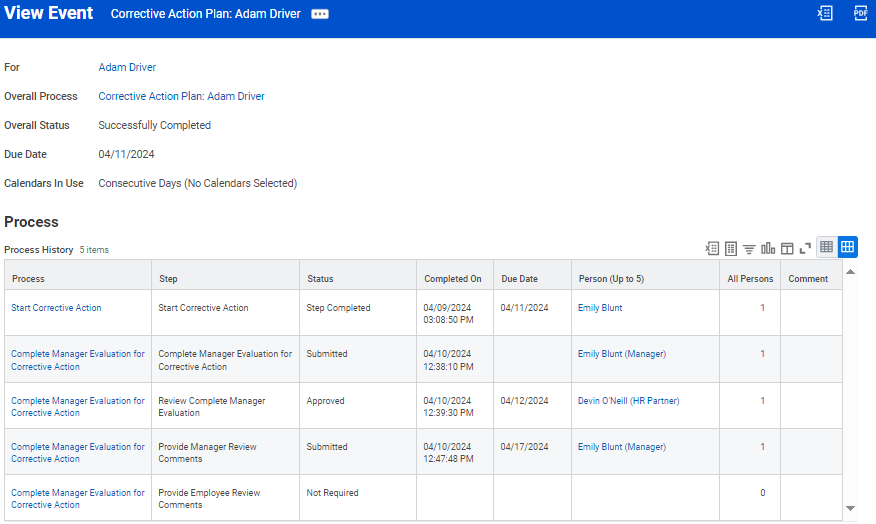 View Event Corrective Action Plan: Adam Driver
PDF
For Adam Driver
Overall Process Corrective Action Plan: Adam Driver
Overall Status Successfully Completed
Due Date 04/11/2024
Calendars In Use Consecutive Days (No Calendars Selected)
Process
Process History 5 items
Process Step Status Completed On Due Date Person (Up to 5) All Persons Comment
Start Corrective Action Start Corrective Action Step Completed 04/09/2024 04/11/2024 Emily Blunt 1
03:08:50 PM
Complete Manager Evaluation for Complete Manager Evaluation for Submitted 04/10/2024 Emily Blunt (Manager) 1
Corrective Action Corrective Action 12:38:10 PM
Complete Manager Evaluation for Review Complete Manager Approved 04/10/2024 04/12/2024 Devin O'Neill (HR Partner) 1
Corrective Action Evaluation 12:39:30 PM
Complete Manager Evaluation for Provide Manager Review Submitted 04/10/2024 04/17/2024 Emily Blunt (Manager) 1
Corrective Action Comments 12:47:48 PM
Complete Manager Evaluation for Provide Employee Review Not Required 0
Corrective Action Comments